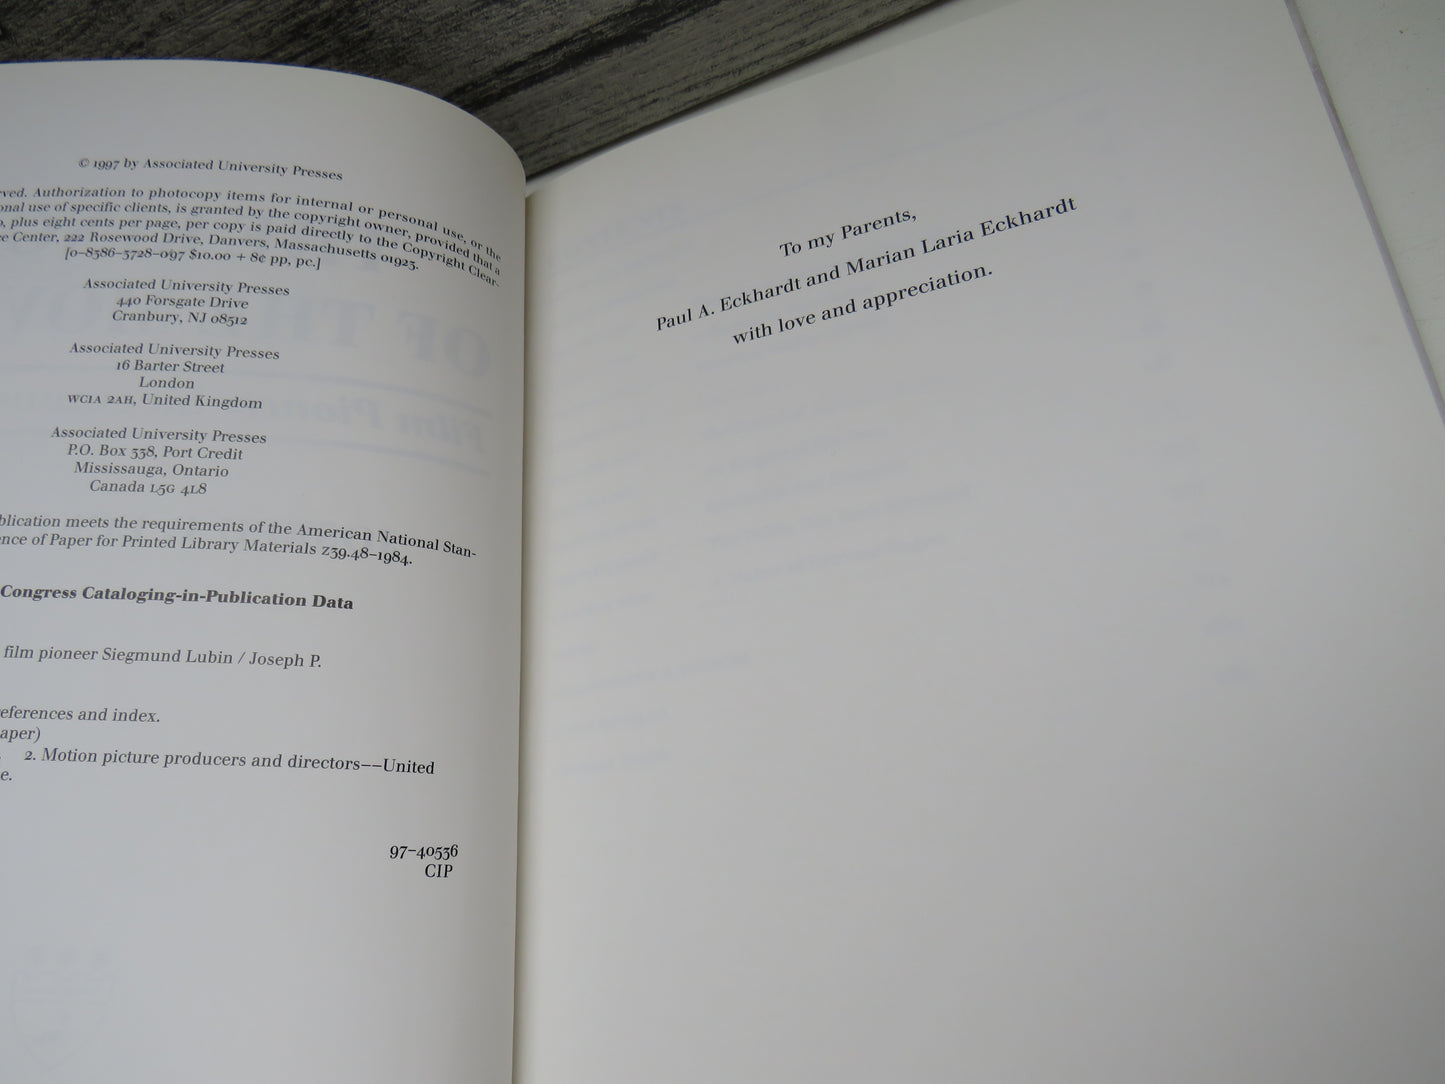 © 1997 by Associated University Presses
ved. Authorization to photocopy items for internal or personal use, or the
onal use of specific clients, is granted by the copyright owner, provided that a
, plus eight cents per page, per copy is paid directly to the Copyright Clear-
ce Center, 222 Rosewood Drive, Danvers, Massachusetts 01923.
[0-8386-3728-0/97 $10.00 + 8¢ pp, pc.]
Associated University Presses
440 Forsgate Drive
Cranbury, NJ 08512
Associated University Presses
16 Barter Street
London
WC1A 2AH, United Kingdom
Associated University Presses
P.O. Box 338, Port Credit
Mississauga, Ontario
Canada L5G 4L8
blication meets the requirements of the American National Stan-
ence of Paper for Printed Library Materials Z39.48–1984.
Congress Cataloging-in-Publication Data
film pioneer Siegmund Lubin / Joseph P.
eferences and index.
aper)
2. Motion picture producers and directors––United
e.
97–40536
CIP
To my Parents,
Paul A. Eckhardt and Marian Laria Eckhardt
with love and appreciation.